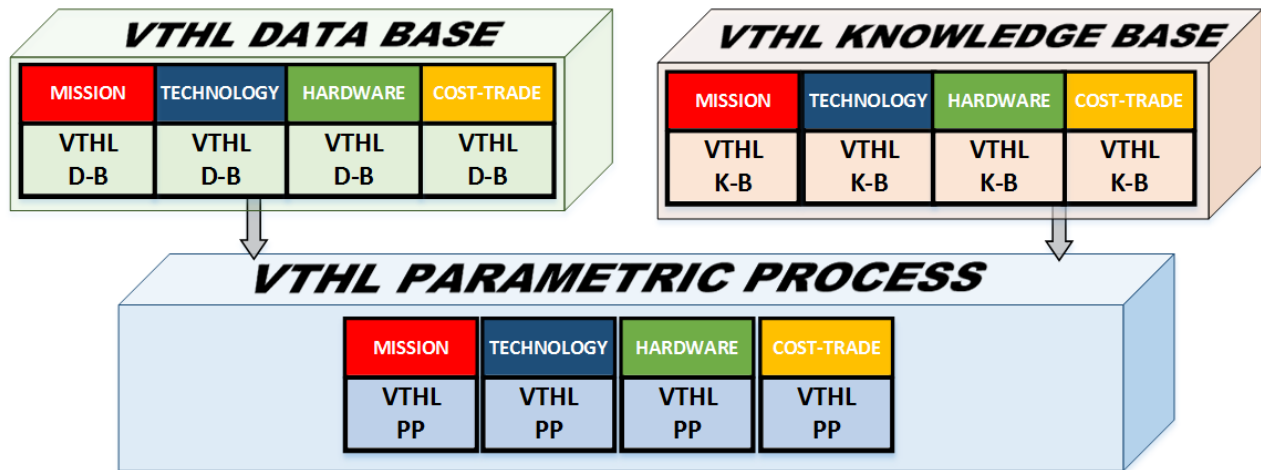 VTHL DATA BASE
MISSION TECHNOLOGY HARDWARE COST-TRADE
VTHL VTHL VTHL VTHL
D-B D-B D-B D-B
VTHL KNOWLEDGE BASE
MISSION TECHNOLOGY HARDWARE COST-TRADE
VTHL VTHL VTHL VTHL
K-B K-B K-B K-B
VTHL PARAMETRIC PROCESS
MISSION TECHNOLOGY HARDWARE COST-TRADE
VTHL VTHL VTHL VTHL
PP PP PP PP